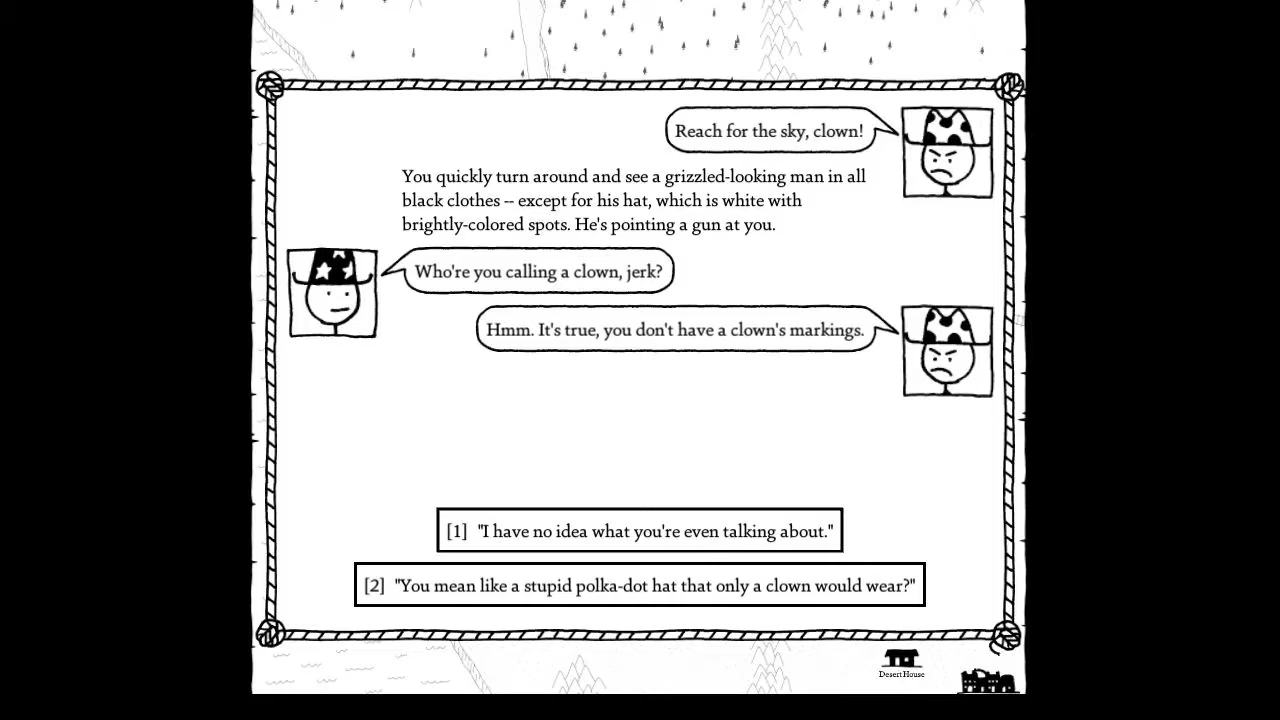 Reach for the sky, clown!
You quickly turn around and see a grizzled-looking man in all
black clothes -- except for his hat, which is white with
brightly-colored spots. He's pointing a gun at you.
Who're you calling a clown, jerk?
Hmm. It's true, you don't have a clown's markings.
[1] "I have no idea what you're even talking about."
[2] "You mean like a stupid polka-dot hat that only a clown would wear?"
Desert House